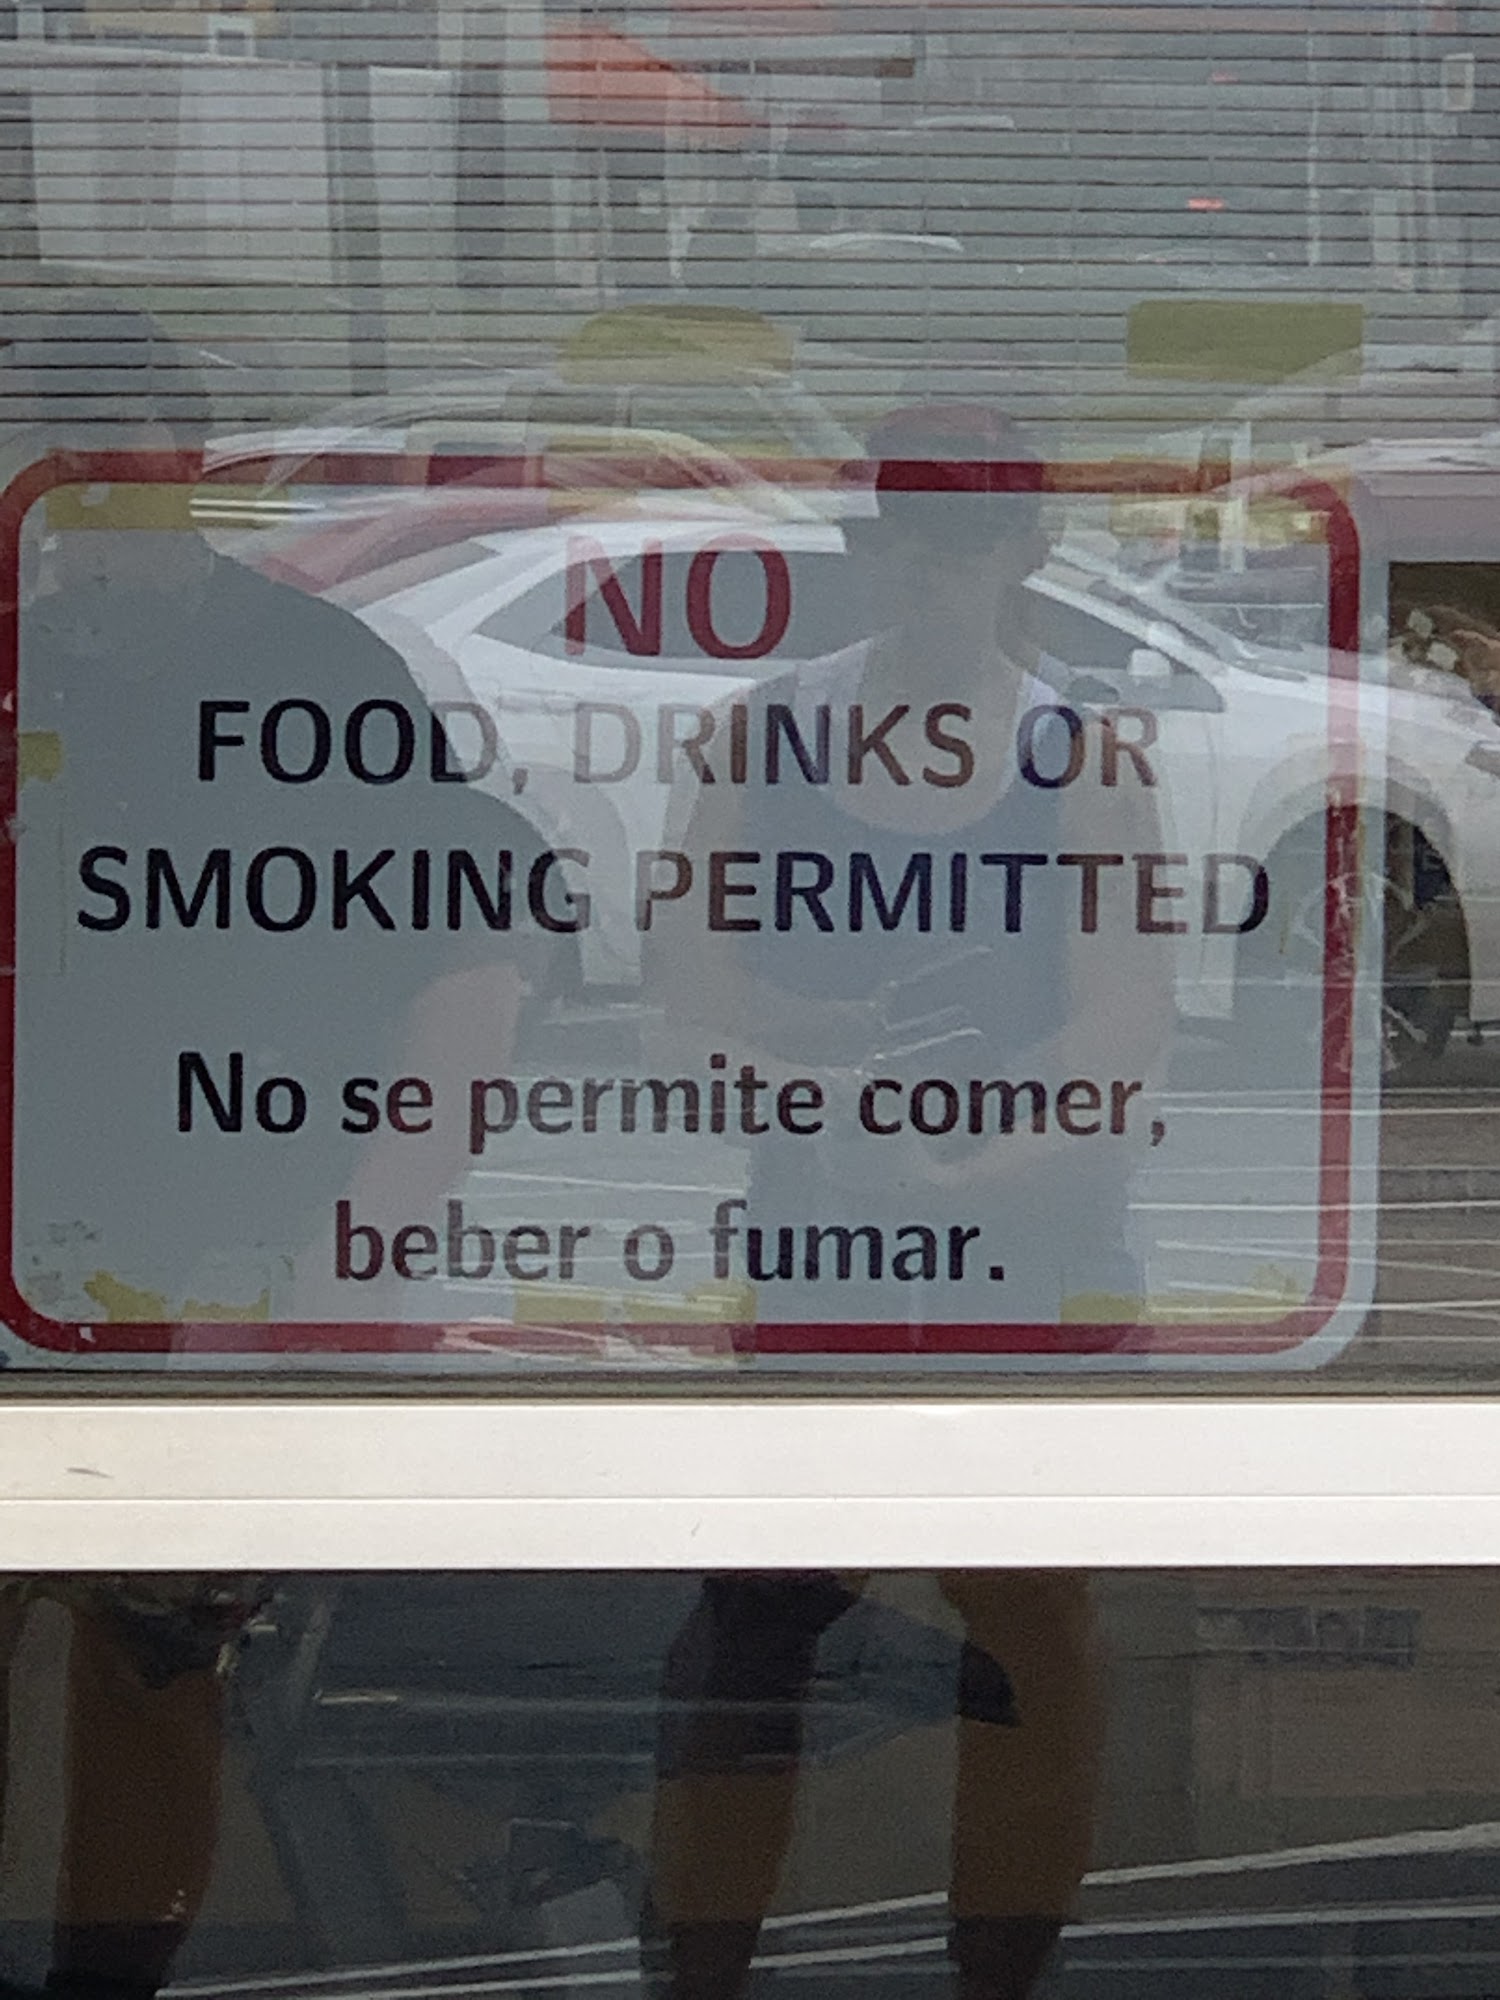 NO
FOOD, DRINKS OR
SMOKING PERMITTED
No se permite comer,
beber o fumar.